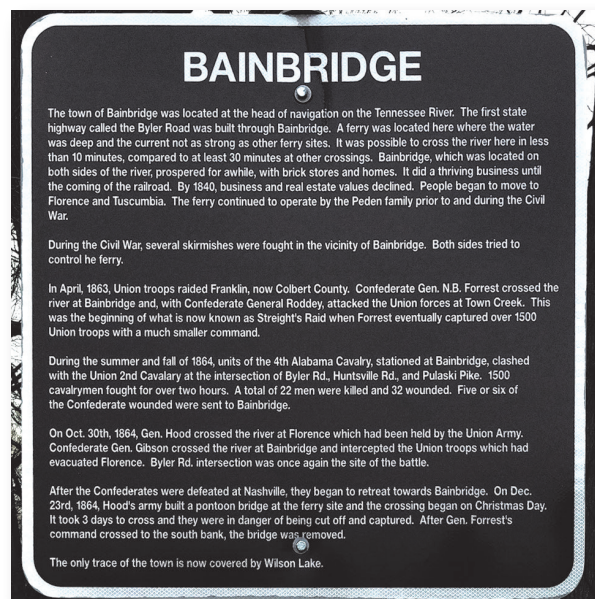 BAINBRIDGE
The town of Bainbridge was located at the head of navigation on the Tennessee River. The first state
highway called the Byler Road was built through Bainbridge. A ferry was located here where the water
was deep and the current not as strong as other ferry sites. It was possible to cross the river here in less
than 10 minutes, compared to at least 30 minutes at other crossings. Bainbridge, which was located on
both sides of the river, prospered for awhile, with brick stores and homes. It did a thriving business until
the coming of the railroad. By 1840, business and real estate values declined. People began to move to
Florence and Tuscumbia. The ferry continued to operate by the Peden family prior to and during the Civil
War.
During the Civil War, several skirmishes were fought in the vicinity of Bainbridge. Both sides tried to
control he ferry.
In April, 1863, Union troops raided Franklin, now Colbert County. Confederate Gen. N.B. Forrest crossed the
river at Bainbridge and, with Confederate General Roddey, attacked the Union forces at Town Creek. This
was the beginning of what is now known as Streight's Raid when Forrest eventually captured over 1500
Union troops with a much smaller command.
During the summer and fall of 1864, units of the 4th Alabama Cavalry, stationed at Bainbridge, clashed
with the Union 2nd Cavalary at the intersection of Byler Rd., Huntsville Rd., and Pulaski Pike. 1500
cavalrymen fought for over two hours. A total of 22 men were killed and 32 wounded. Five or six of
the Confederate wounded were sent to Bainbridge.
On Oct. 30th, 1864, Gen. Hood crossed the river at Florence which had been held by the Union Army.
Confederate Gen. Gibson crossed the river at Bainbridge and intercepted the Union troops which had
evacuated Florence. Byler Rd. intersection was once again the site of the battle.
After the Confederates were defeated at Nashville, they began to retreat towards Bainbridge. On Dec.
23rd, 1864, Hood's army built a pontoon bridge at the ferry site and the crossing began on Christmas Day.
It took 3 days to cross and they were in danger of being cut off and captured. After Gen. Forrest's
command crossed to the south bank, the bridge was removed.
The only trace of the town is now covered by Wilson Lake.